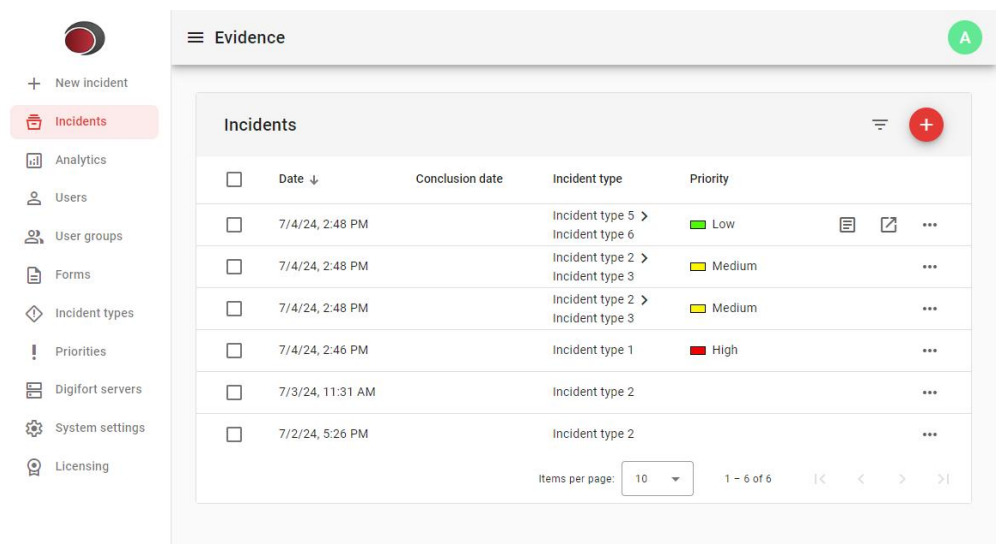 Evidence
A
New incident
Incidents
Analytics
Users
User groups
Forms
Incident types
Priorities
Digifort servers
System settings
Licensing
Incidents
+
Date ↓ Conclusion date Incident type Priority
7/4/24, 2:48 PM Incident type 5 > Low
Incident type 6
7/4/24, 2:48 PM Incident type 2 > Medium
Incident type 3
7/4/24, 2:48 PM Incident type 2 > Medium
Incident type 3
7/4/24, 2:46 PM Incident type 1 High
7/3/24, 11:31 AM Incident type 2
7/2/24, 5:26 PM Incident type 2
Items per page: 10 1 – 6 of 6